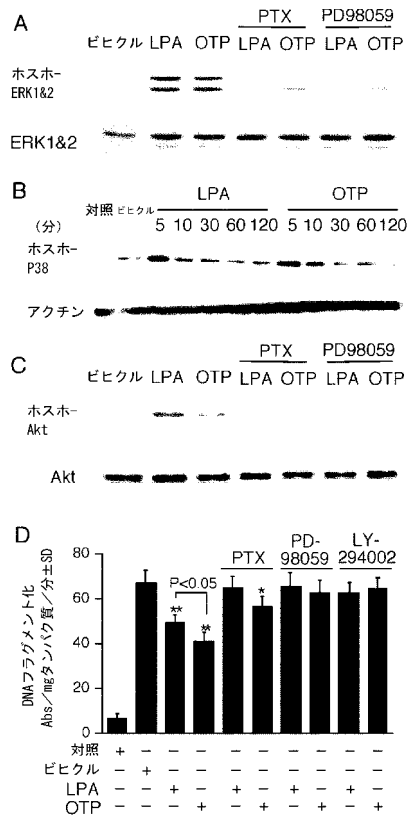 A
PTX PD98059
ビヒクル LPA OTP LPA OTP LPA OTP
ホスホー
ERK1&2
ERK1&2
B
LPA OTP
対照 ビヒクル
(分) 5 10 30 60 120 5 10 30 60 120
ホスホー
P38
アクチン
C
PTX PD98059
ビヒクル LPA OTP LPA OTP LPA OTP
ホスホー
Akt
Akt
D
DNAフラグメント化
Abs/mgタンパク質/分±SD
80
60
40
20
0
P<0.05
PTX
PD-
98059
LY-
294002
** ** *
対照 + − − − − − − − − −
ビヒクル − + − − − − − − − −
LPA − − + − + − + − + −
OTP − − − + − + − + − +